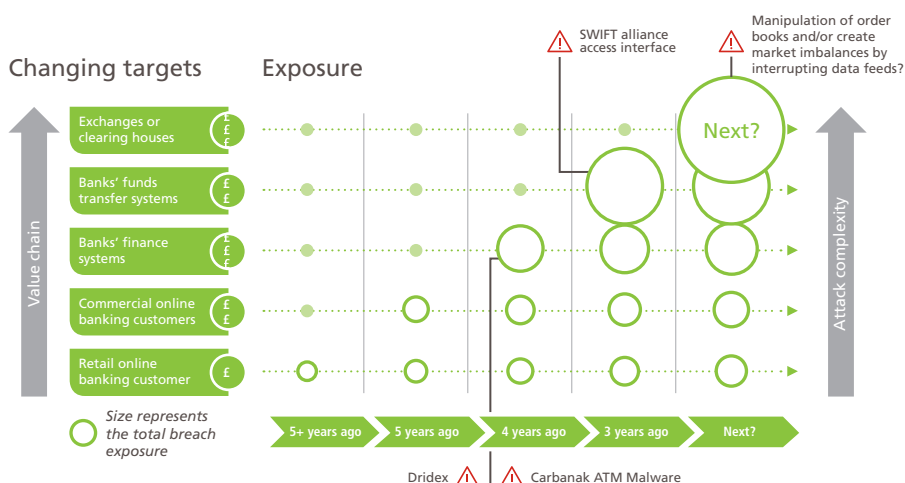 Changing targets
Exposure
SWIFT alliance
access interface
Manipulation of order
books and/or create
market imbalances by
interrupting data feeds?
Value chain
Exchanges or
clearing houses
£
£
£
Next?
Banks' funds
transfer systems
£
£
Banks' finance
systems
£
£
£
Commercial online
banking customers
£
£
Retail online
banking customer
£
Attack complexity
Size represents
the total breach
exposure
5+ years ago
5 years ago
4 years ago
3 years ago
Next?
Dridex
Carbanak ATM Malware